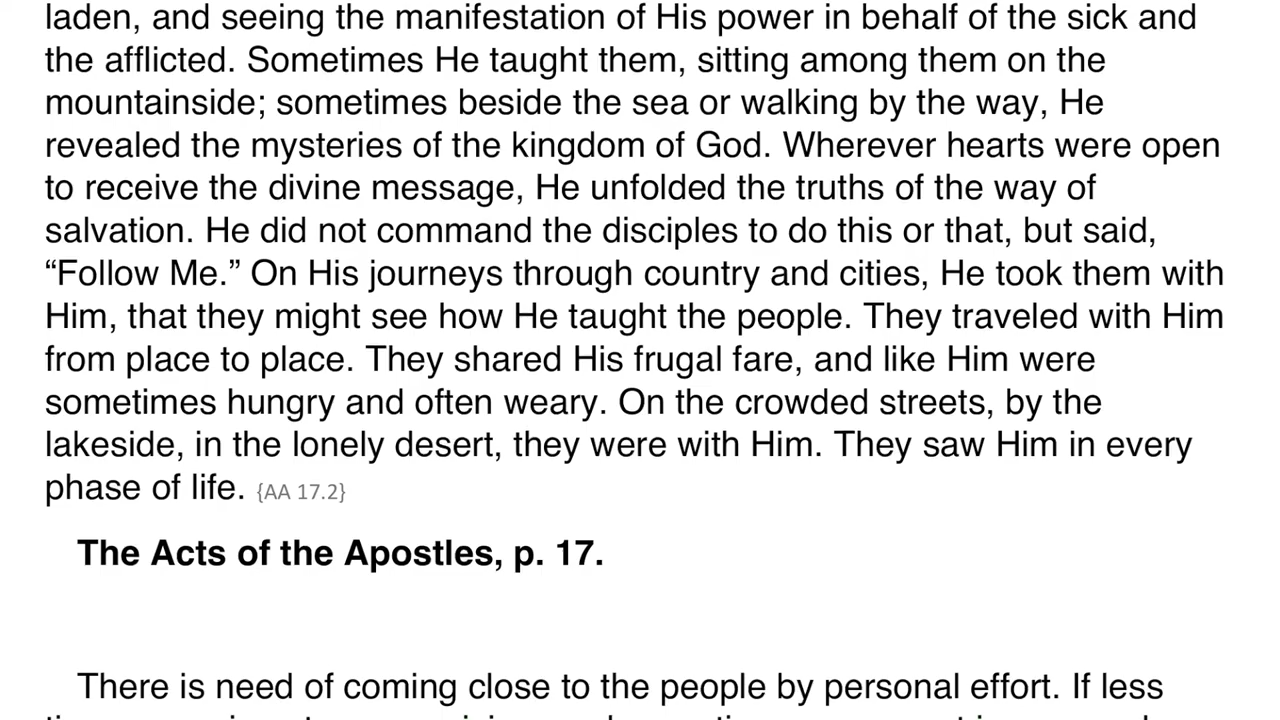 laden, and seeing the manifestation of His power in behalf of the sick and
the afflicted. Sometimes He taught them, sitting among them on the
mountainside; sometimes beside the sea or walking by the way, He
revealed the mysteries of the kingdom of God. Wherever hearts were open
to receive the divine message, He unfolded the truths of the way of
salvation. He did not command the disciples to do this or that, but said,
“Follow Me.” On His journeys through country and cities, He took them with
Him, that they might see how He taught the people. They traveled with Him
from place to place. They shared His frugal fare, and like Him were
sometimes hungry and often weary. On the crowded streets, by the
lakeside, in the lonely desert, they were with Him. They saw Him in every
phase of life. {AA 17.2}
The Acts of the Apostles, p. 17.
There is need of coming close to the people by personal effort. If less